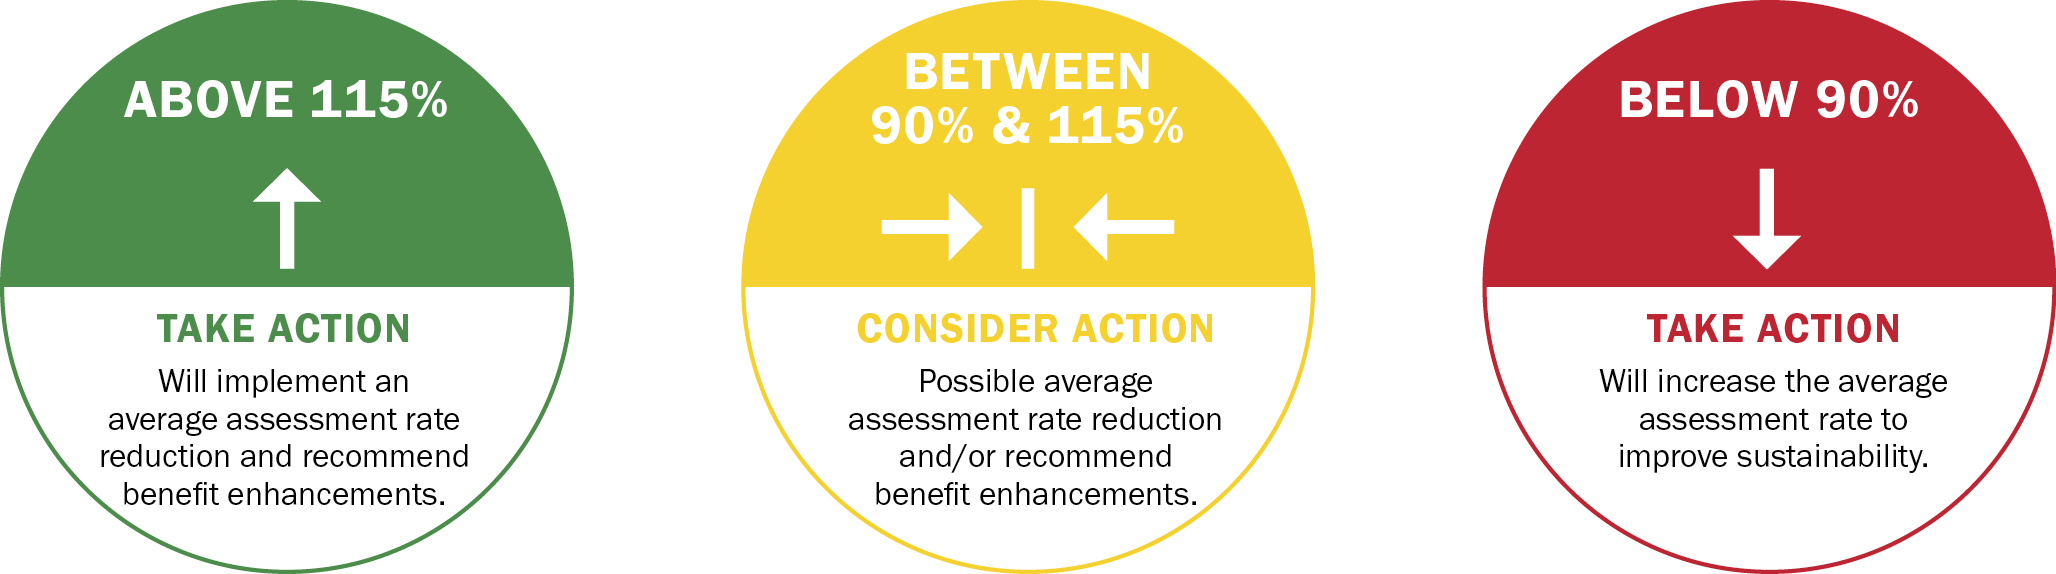 ABOVE 115%
TAKE ACTION
Will implement an
average assessment rate
reduction and recommend
benefit enhancements.
BETWEEN
90% & 115%
CONSIDER ACTION
Possible average
assessment rate reduction
and/or recommend
benefit enhancements.
BELOW 90%
TAKE ACTION
Will increase the average
assessment rate to
improve sustainability.